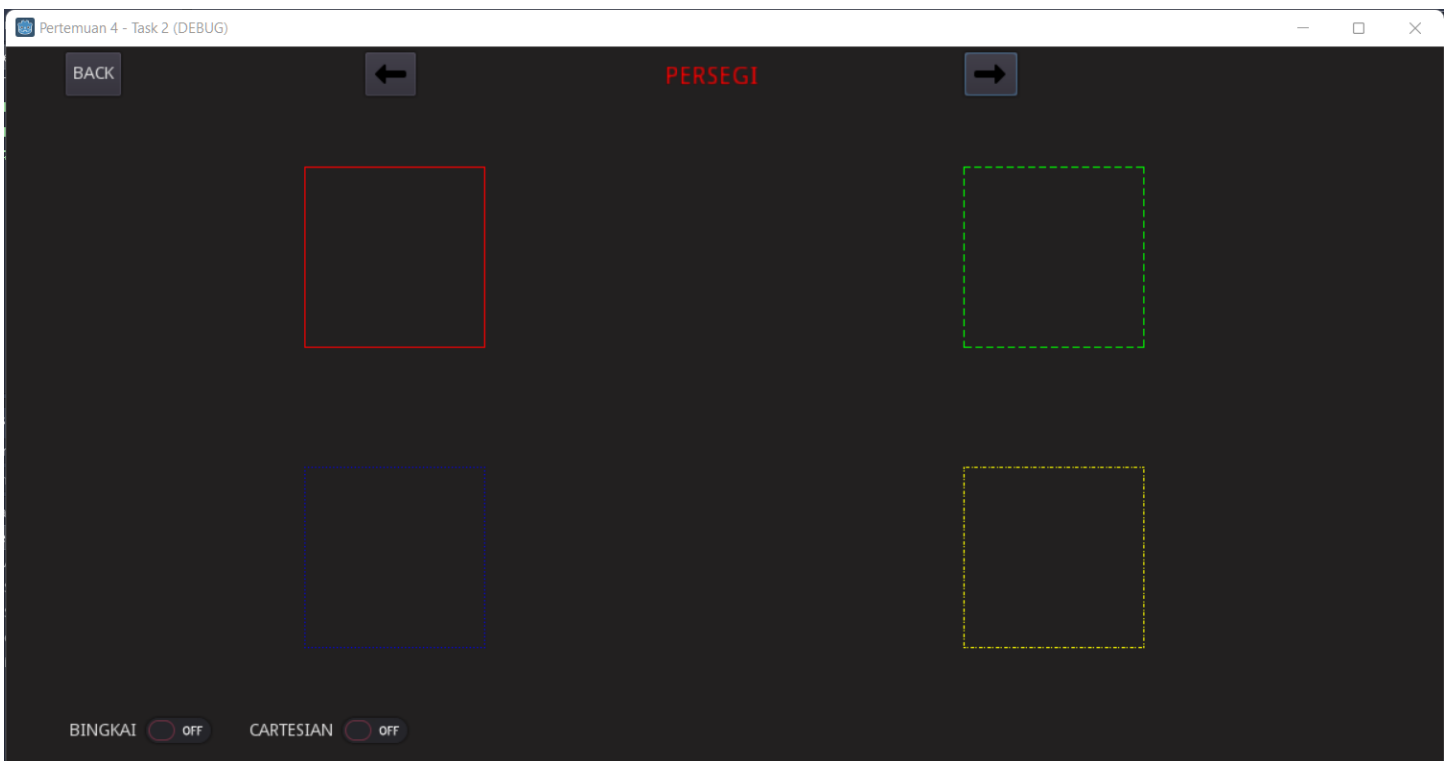 Pertemuan 4 - Task 2 (DEBUG)
BACK
PERSEGI
BINGKAI OFF CARTESIAN OFF